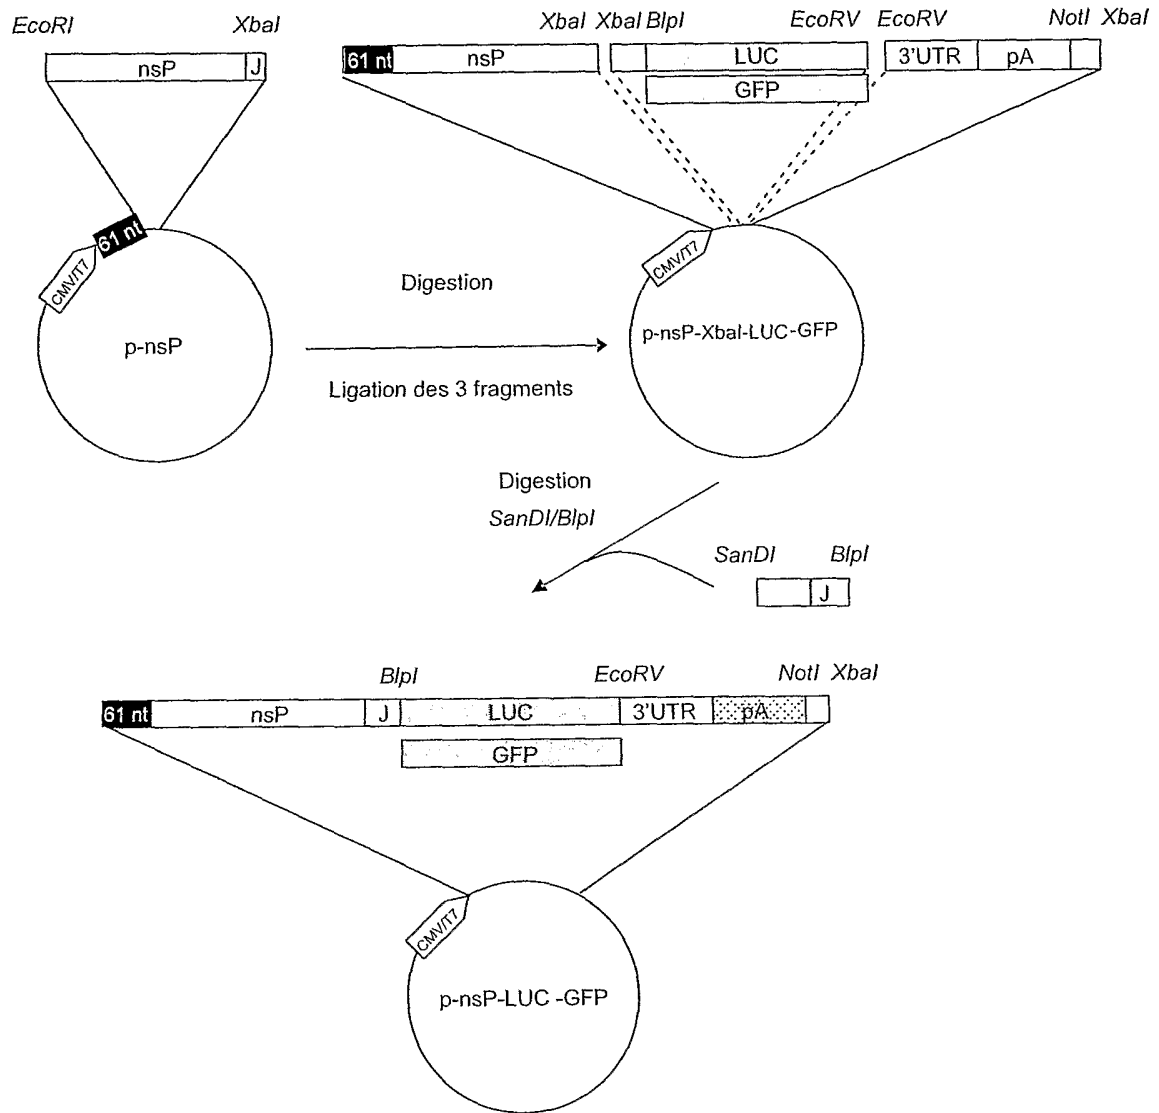 EcoRI XbaI
nsP J
61 nt
CMV/T7
p-nsP
XbaI XbaI BlpI EcoRV EcoRV NotI XbaI
61 nt nsP LUC 3'UTR pA
GFP
CMV/T7
p-nsP-XbaI-LUC-GFP
Digestion
Ligation des 3 fragments
Digestion
SanDI/BlpI
SanDI BlpI
J
BlpI EcoRV NotI XbaI
61 nt nsP J LUC 3'UTR pA
GFP
CMV/T7
p-nsP-LUC -GFP